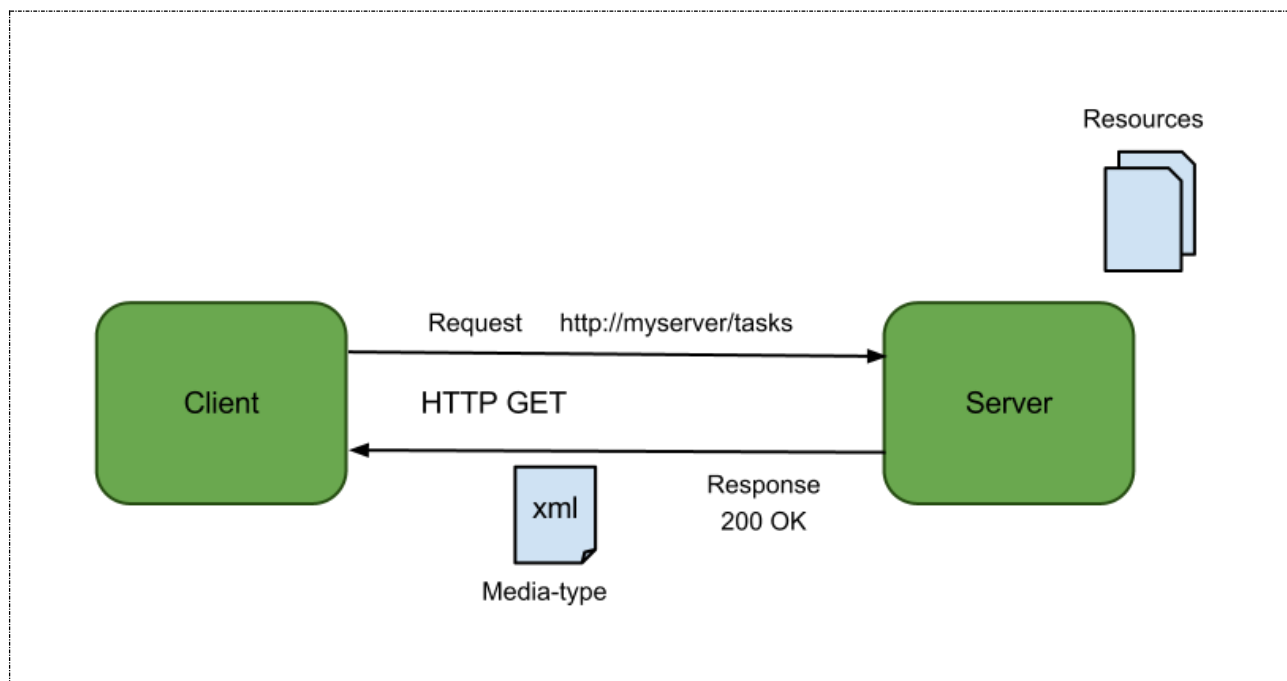 Resources
Request http://myserver/tasks
Client
HTTP GET
Server
xml
Response
200 OK
Media-type